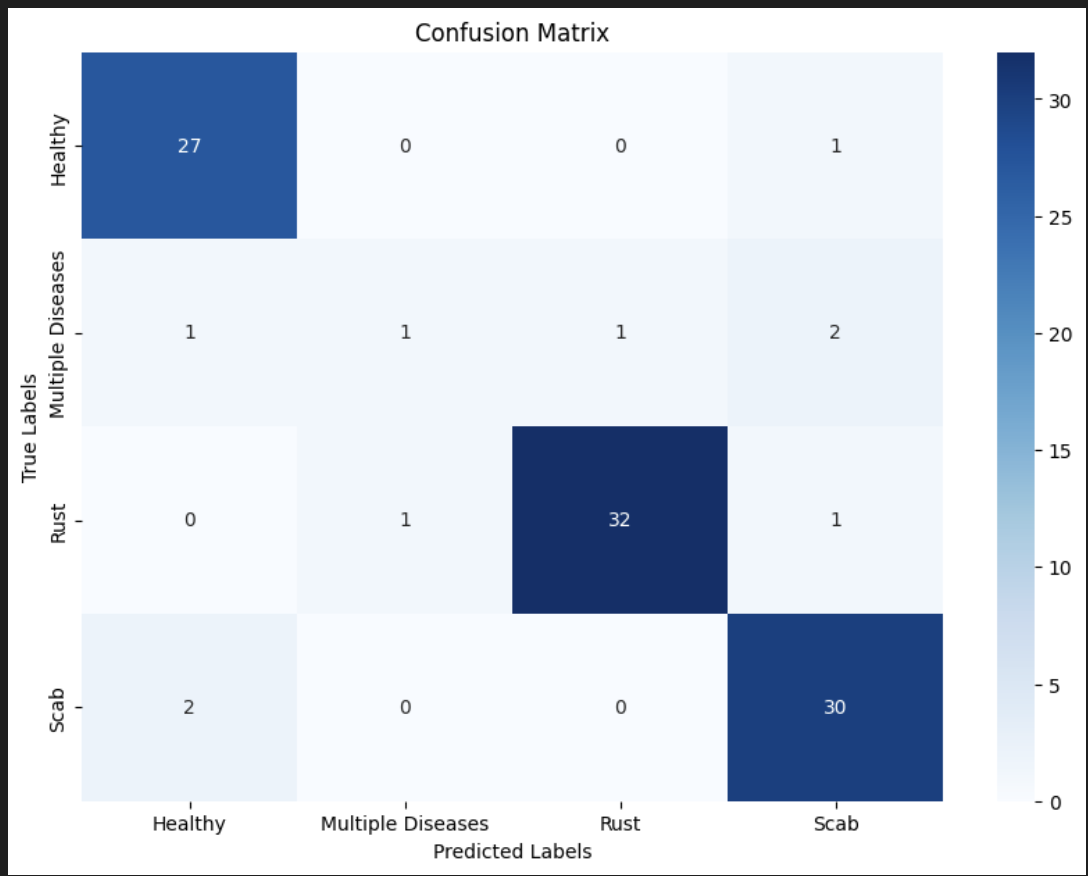 Confusion Matrix
True Labels
Healthy
27 0 0 1
Multiple Diseases
1 1 1 2
Rust
0 1 32 1
Scab
2 0 0 30
Healthy Multiple Diseases Rust Scab
Predicted Labels
30
25
20
15
10
5
0